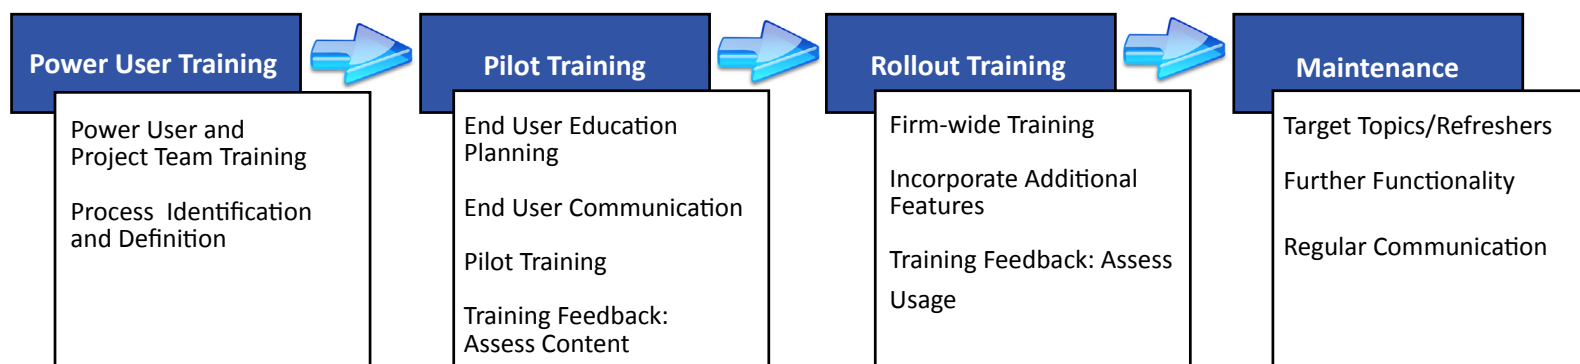 Power User Training
Power User and
Project Team Training
Process Identification
and Definition
Pilot Training
End User Education
Planning
End User Communication
Pilot Training
Training Feedback:
Assess Content
Rollout Training
Firm-wide Training
Incorporate Additional
Features
Training Feedback: Assess
Usage
Maintenance
Target Topics/Refreshers
Further Functionality
Regular Communication